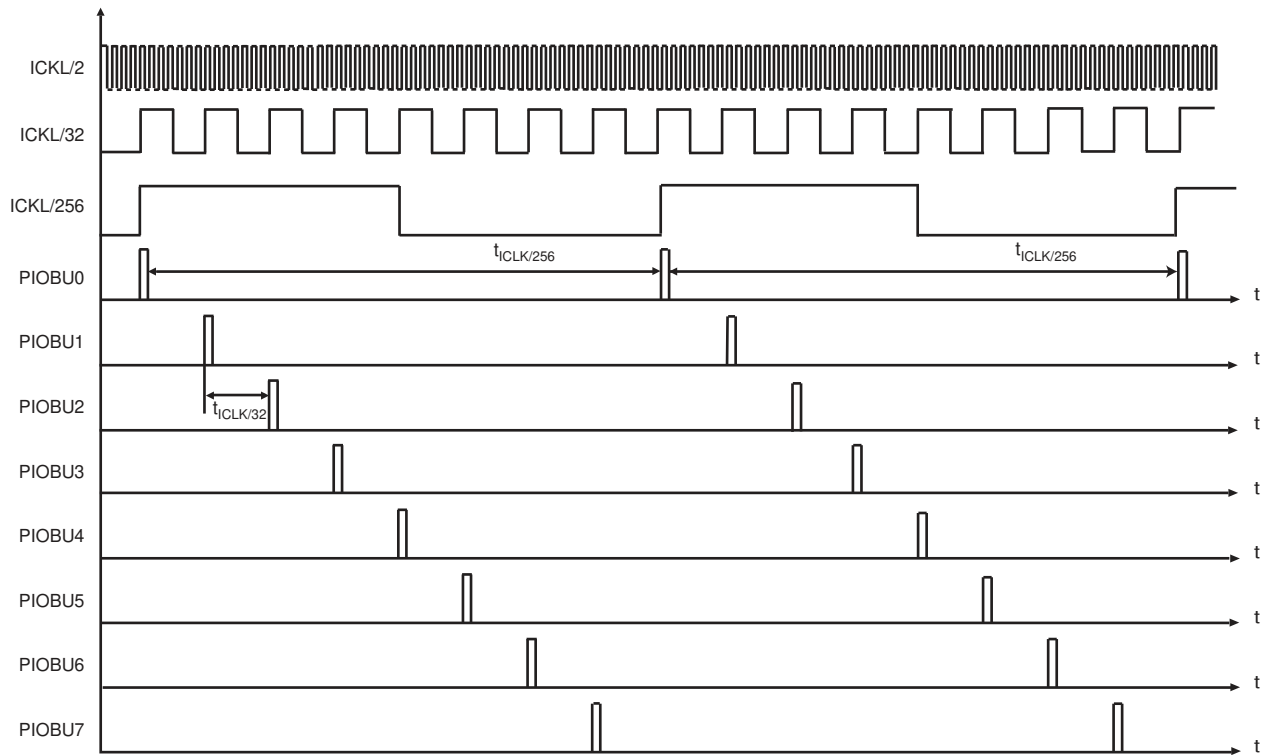 ICKL/2
ICKL/32
ICKL/256
tICLK/256 tICLK/256
PIOBU0
t
PIOBU1
t
PIOBU2
tICLK/32
t
PIOBU3
t
PIOBU4
t
PIOBU5
t
PIOBU6
t
PIOBU7
t